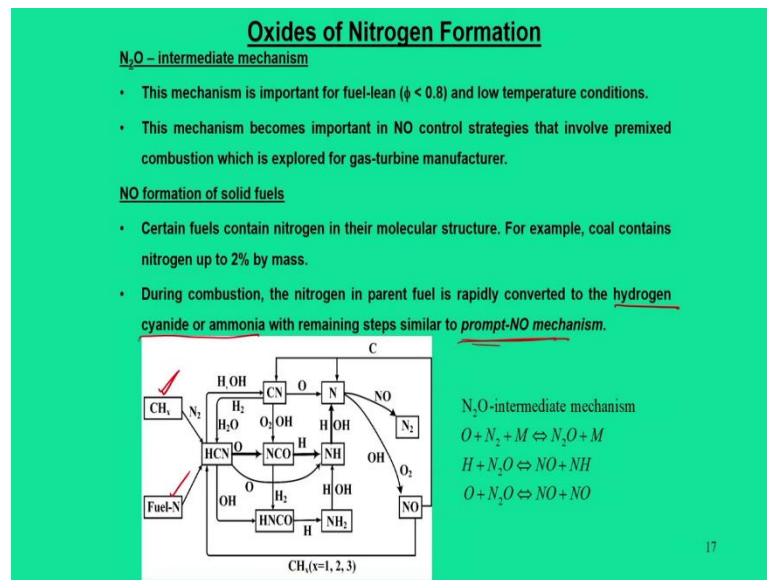 Oxides of Nitrogen Formation
N₂O – intermediate mechanism
• This mechanism is important for fuel-lean (ϕ < 0.8) and low temperature conditions.
• This mechanism becomes important in NO control strategies that involve premixed
combustion which is explored for gas-turbine manufacturer.
NO formation of solid fuels
• Certain fuels contain nitrogen in their molecular structure. For example, coal contains
nitrogen up to 2% by mass.
• During combustion, the nitrogen in parent fuel is rapidly converted to the hydrogen
cyanide or ammonia with remaining steps similar to prompt-NO mechanism.
C
H, OH
CN
O
N
NO
CHₓ
N₂
H₂
H₂O
O₂
OH
H
OH
N₂
HCN
O
NCO
H
NH
OH
O₂
O
Fuel-N
OH
H₂
H
OH
NO
HNCO
H
NH₂
CHₓ(x=1, 2, 3)
N₂O-intermediate mechanism
O + N₂ + M ⇔ N₂O + M
H + N₂O ⇔ NO + NH
O + N₂O ⇔ NO + NO
17